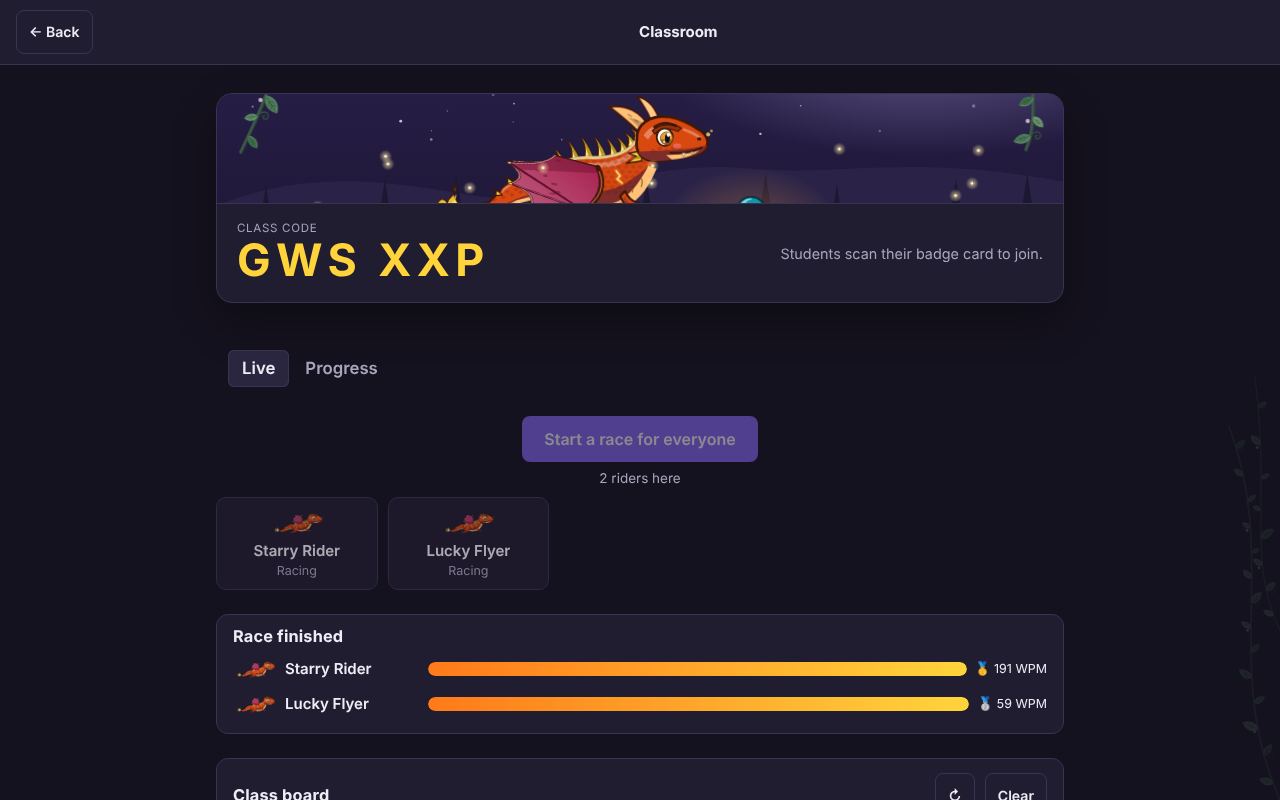 ← Back
Classroom
CLASS CODE
GWS XXP
Students scan their badge card to join.
Live
Progress
Start a race for everyone
2 riders here
Starry Rider
Racing
Lucky Flyer
Racing
Race finished
Starry Rider
🥇 191 WPM
Lucky Flyer
🥈 59 WPM
Class board
↻
Clear